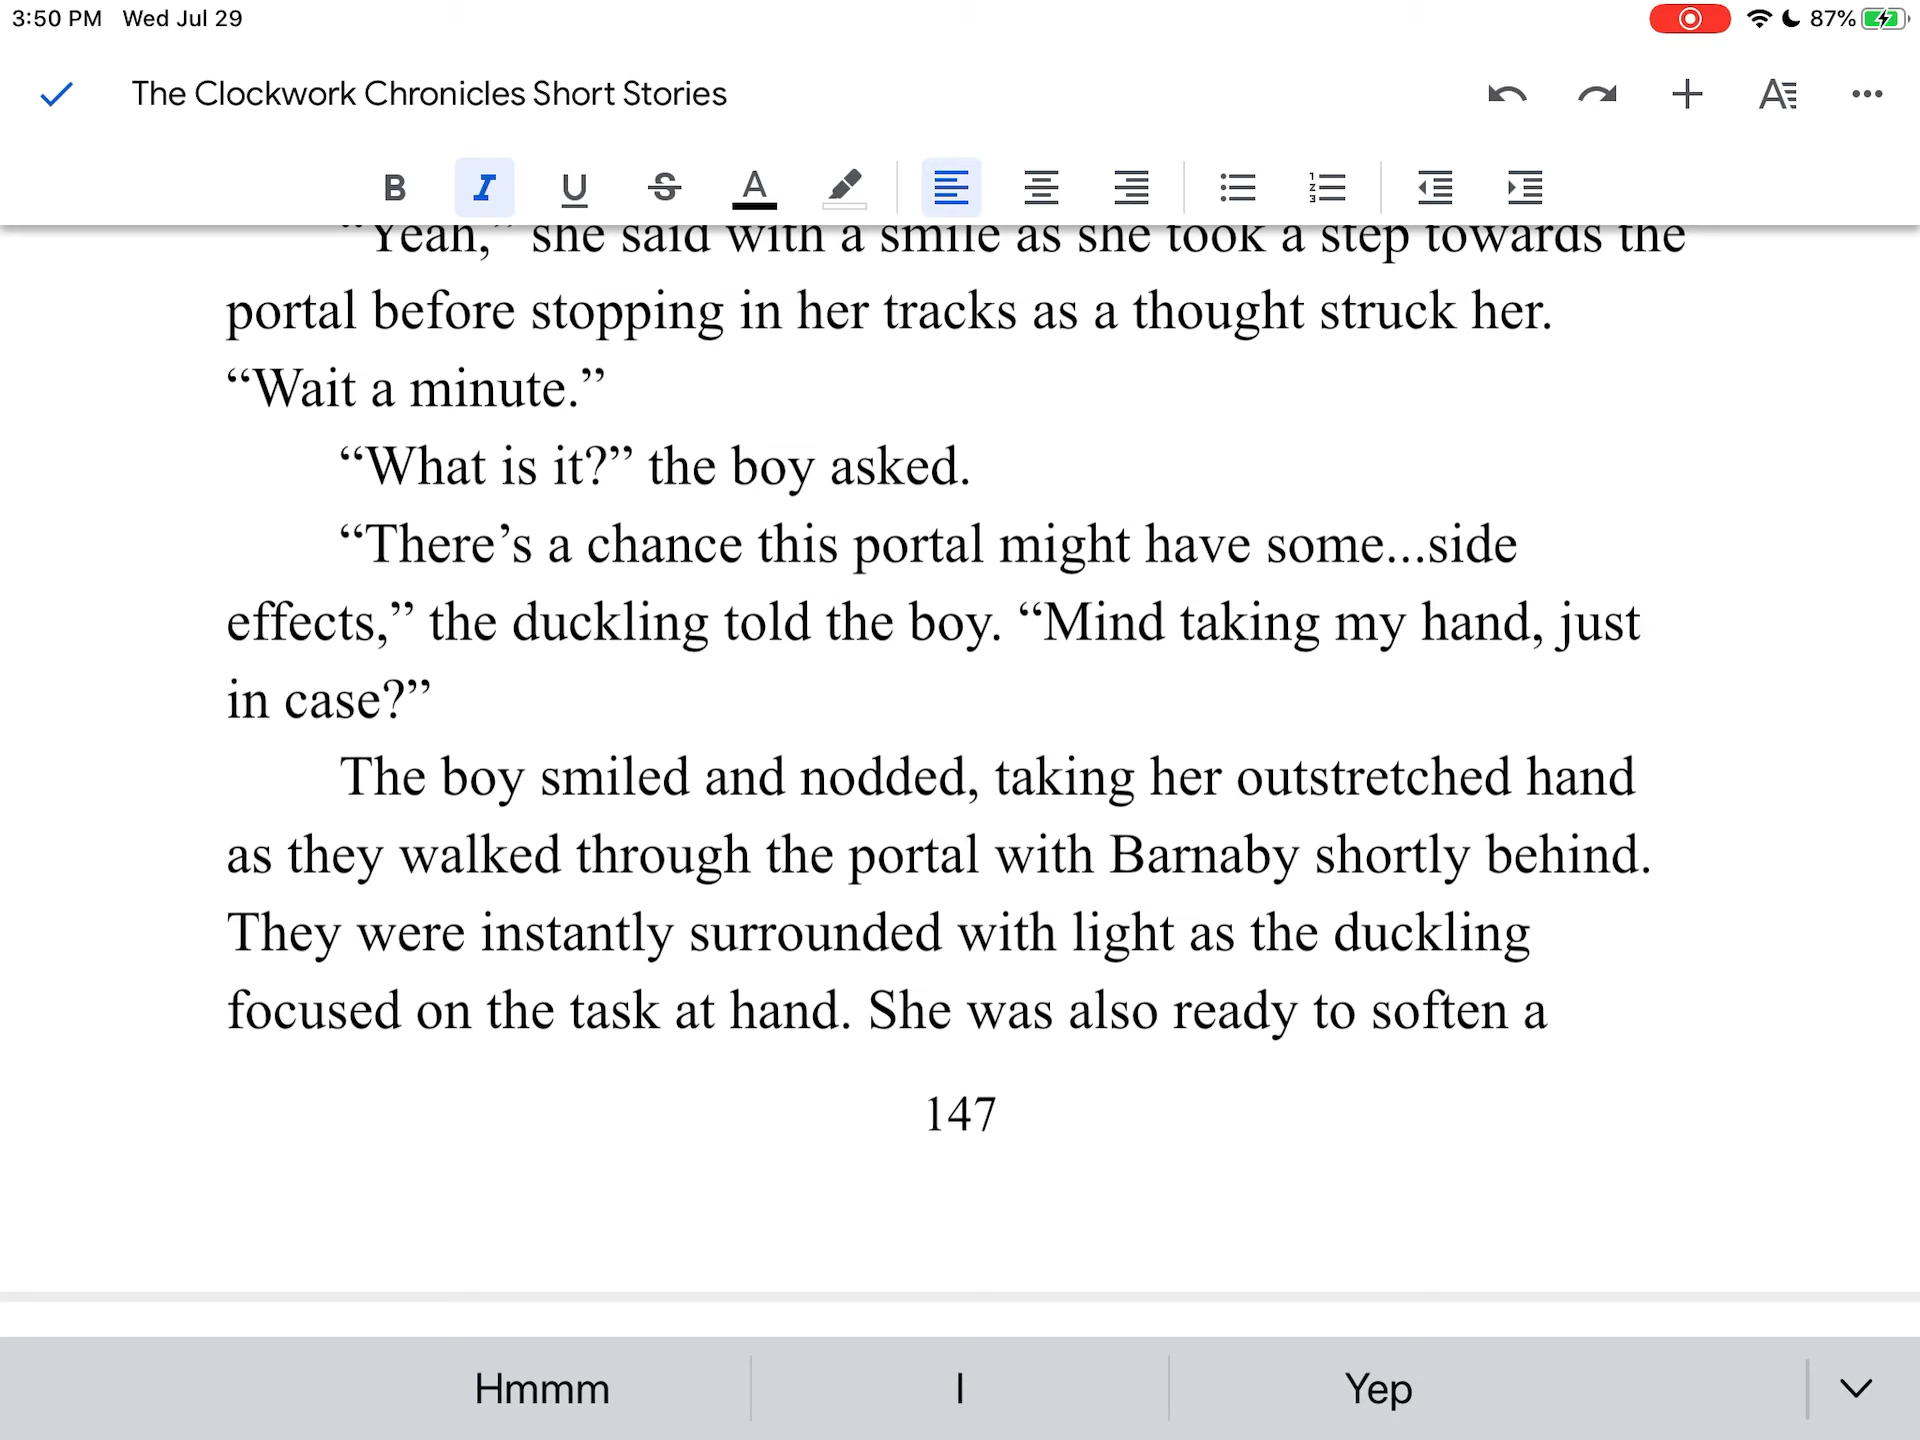 3:50 PM Wed Jul 29 87%
The Clockwork Chronicles Short Stories
B I U S A
“Yeah,” she said with a smile as she took a step towards the
portal before stopping in her tracks as a thought struck her.
“Wait a minute.”
“What is it?” the boy asked.
“There’s a chance this portal might have some...side
effects,” the duckling told the boy. “Mind taking my hand, just
in case?”
The boy smiled and nodded, taking her outstretched hand
as they walked through the portal with Barnaby shortly behind.
They were instantly surrounded with light as the duckling
focused on the task at hand. She was also ready to soften a
147
Hmmm I Yep